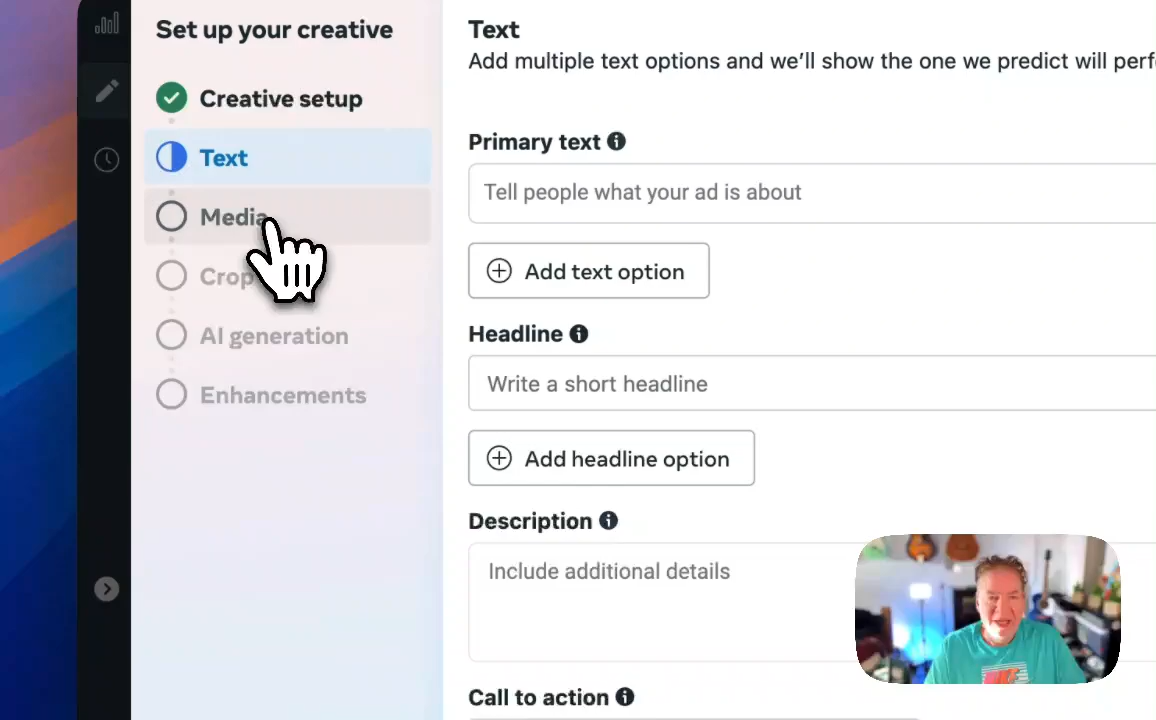 Set up your creative
Creative setup
Text
Media
Crop
AI generation
Enhancements
Text
Add multiple text options and we'll show the one we predict will perf
Primary text
Tell people what your ad is about
Add text option
Headline
Write a short headline
Add headline option
Description
Include additional details
Call to action